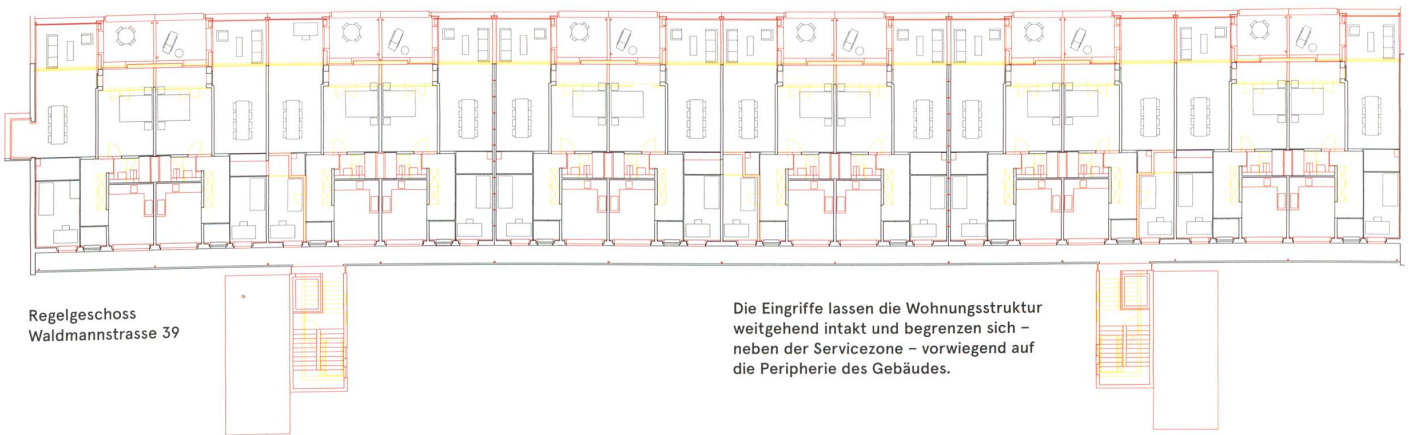 Regelgeschoss
Waldmannstrasse 39
Die Eingriffe lassen die Wohnungsstruktur
weitgehend intakt und begrenzen sich –
neben der Servicezone – vorwiegend auf
die Peripherie des Gebäudes.